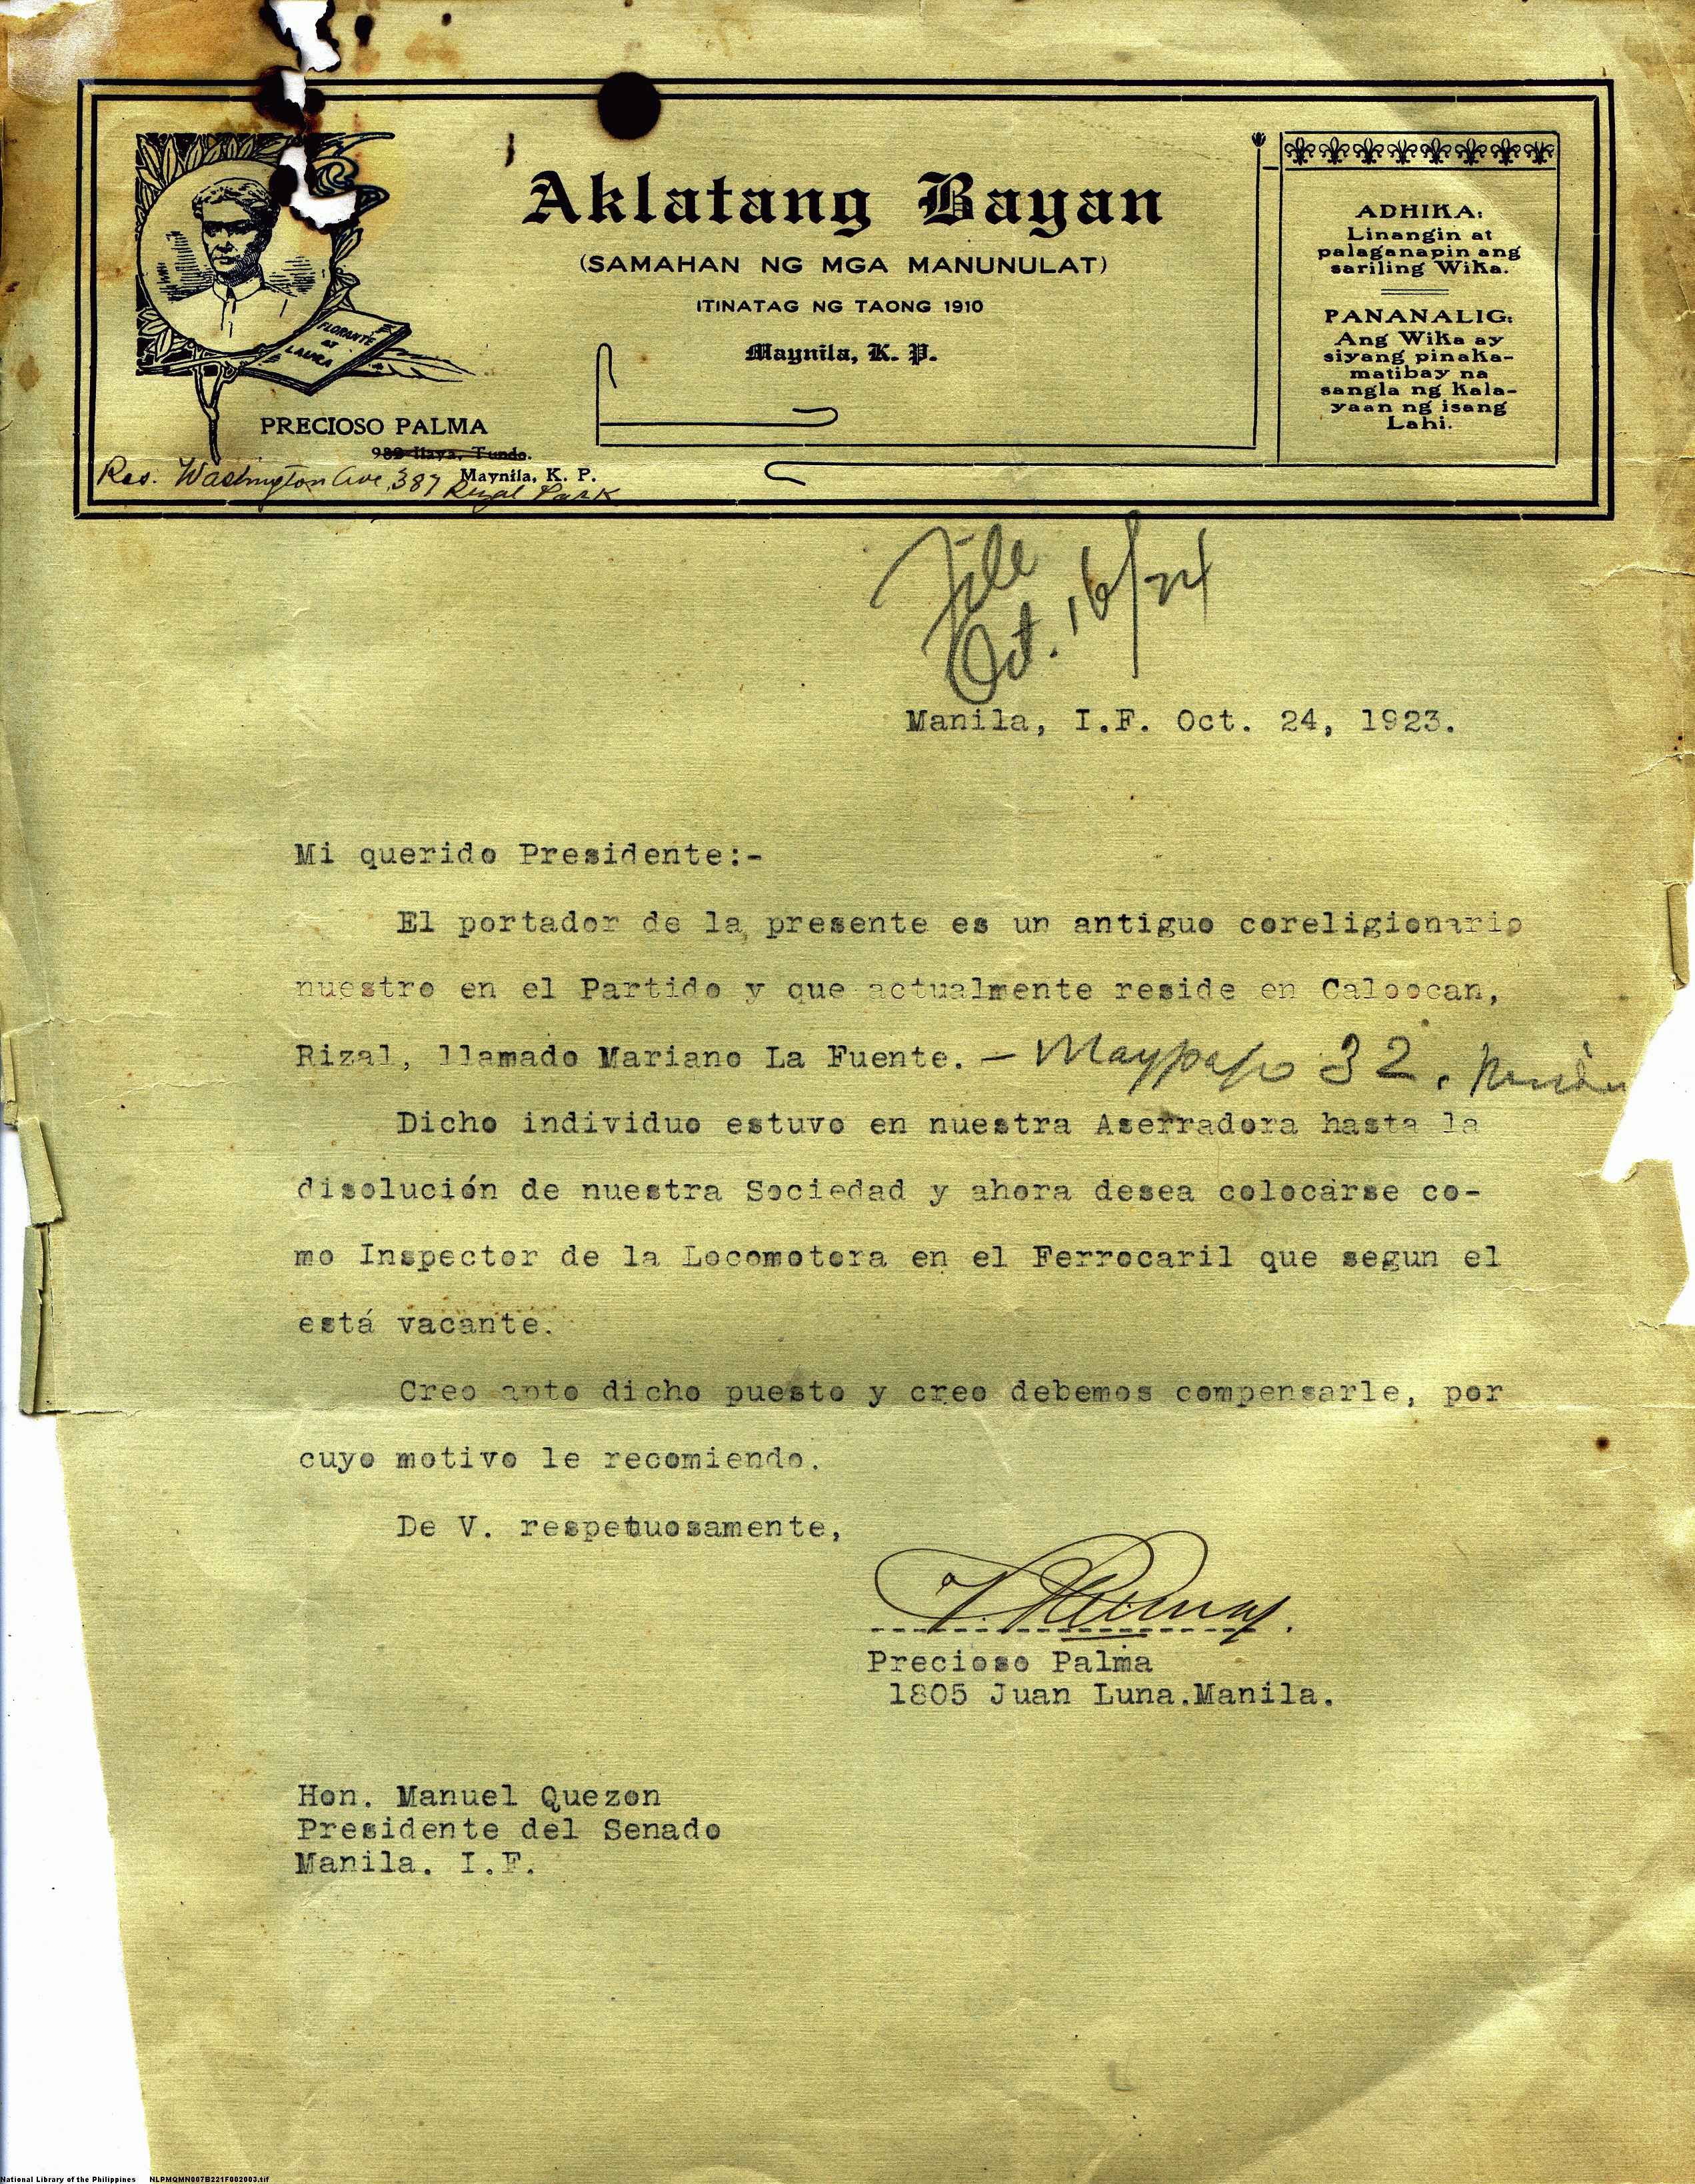 Aklatang Bayan
(SAMAHAN NG MGA MANUNULAT)
ITINATAG NG TAONG 1910
Maynila, K. P.
FLORANTE
AT
LAURA
PRECIOSO PALMA
982 Ilaya, Tundo.
Maynila, K. P.
Res. Washington Ave, 387 Rizal Park
ADHIKA:
Linangin at
palaganapin ang
sariling Wika.
PANANALIG:
Ang Wika ay
siyang pinaka-
matibay na
sangla ng Kala-
yaan ng isang
Lahi.
File
Oct. 16/24
Manila, I.F. Oct. 24, 1923.
Mi querido Presidente:-
El portador de la presente es un antiguo coreligionario
nuestro en el Partido y que actualmente reside en Caloocan,
Rizal, llamado Mariano La Fuente. — Maypajo 32.
Dicho individuo estuvo en nuestra Aserradora hasta la
disolución de nuestra Sociedad y ahora desea colocarse co-
mo Inspector de la Locomotora en el Ferrocaril que segun el
está vacante.
Creo apto dicho puesto y creo debemos compensarle, por
cuyo motivo le recomiendo.
De V. respetuosamente,
Precioso Palma
1805 Juan Luna.Manila.
Hon. Manuel Quezon
Presidente del Senado
Manila. I.F.
National Library of the Philippines NLPMQMN007B221F002003.tif